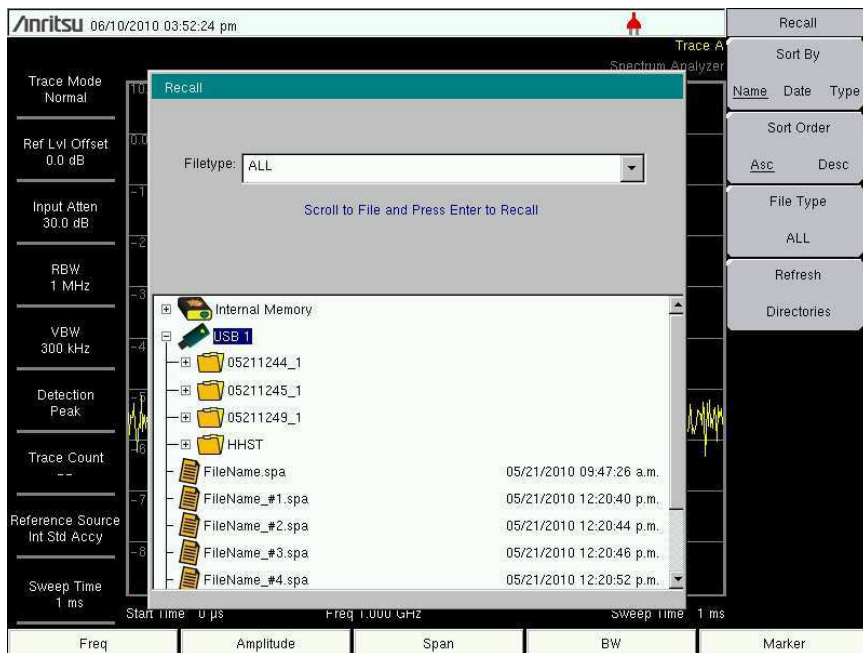 Anritsu 06/10/2010 03:52:24 pm
Recall
Trace A
Spectrum Analyzer
Sort By
Name Date Type
Sort Order
Asc Desc
File Type
ALL
Refresh
Directories
Trace Mode
Normal
Ref Lvl Offset
0.0 dB
Input Atten
30.0 dB
RBW
1 MHz
VBW
300 kHz
Detection
Peak
Trace Count
--
Reference Source
Int Std Accy
Sweep Time
1 ms
Recall
Filetype: ALL
Scroll to File and Press Enter to Recall
Internal Memory
USB 1
05211244_1
05211245_1
05211249_1
HHST
FileName.spa 05/21/2010 09:47:26 a.m.
FileName_#1.spa 05/21/2010 12:20:40 p.m.
FileName_#2.spa 05/21/2010 12:20:44 p.m.
FileName_#3.spa 05/21/2010 12:20:46 p.m.
FileName_#4.spa 05/21/2010 12:20:52 p.m.
Start Time 0 µs Freq 1.000 GHz Sweep Time 1 ms
Freq Amplitude Span BW Marker